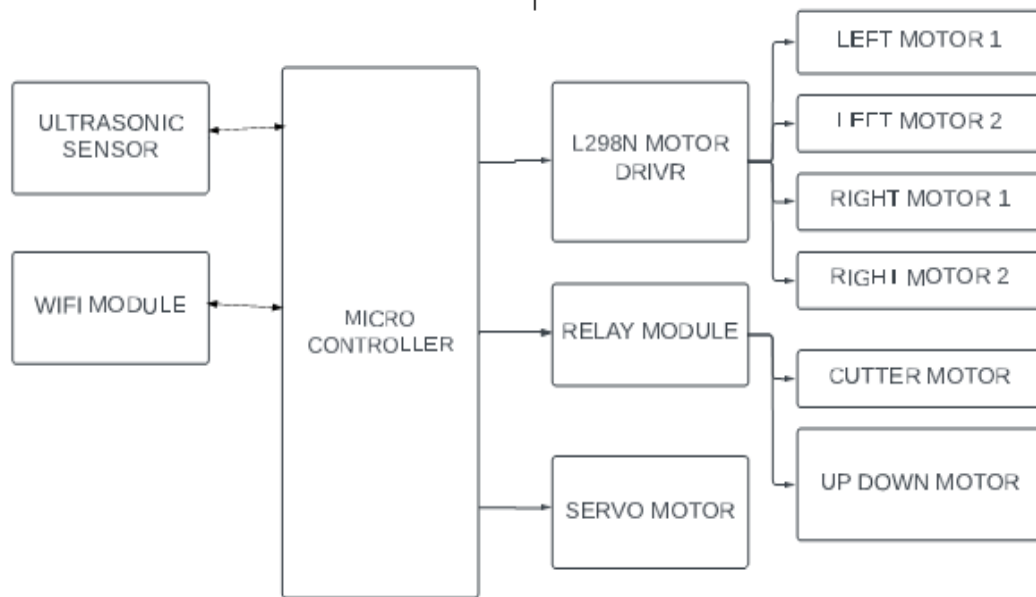 LEFT MOTOR 1
ULTRASONIC
SENSOR
L298N MOTOR
DRIVR
LEFT MOTOR 2
RIGHT MOTOR 1
WIFI MODULE
RIGHT MOTOR 2
MICRO
CONTROLLER
RELAY MODULE
CUTTER MOTOR
SERVO MOTOR
UP DOWN MOTOR